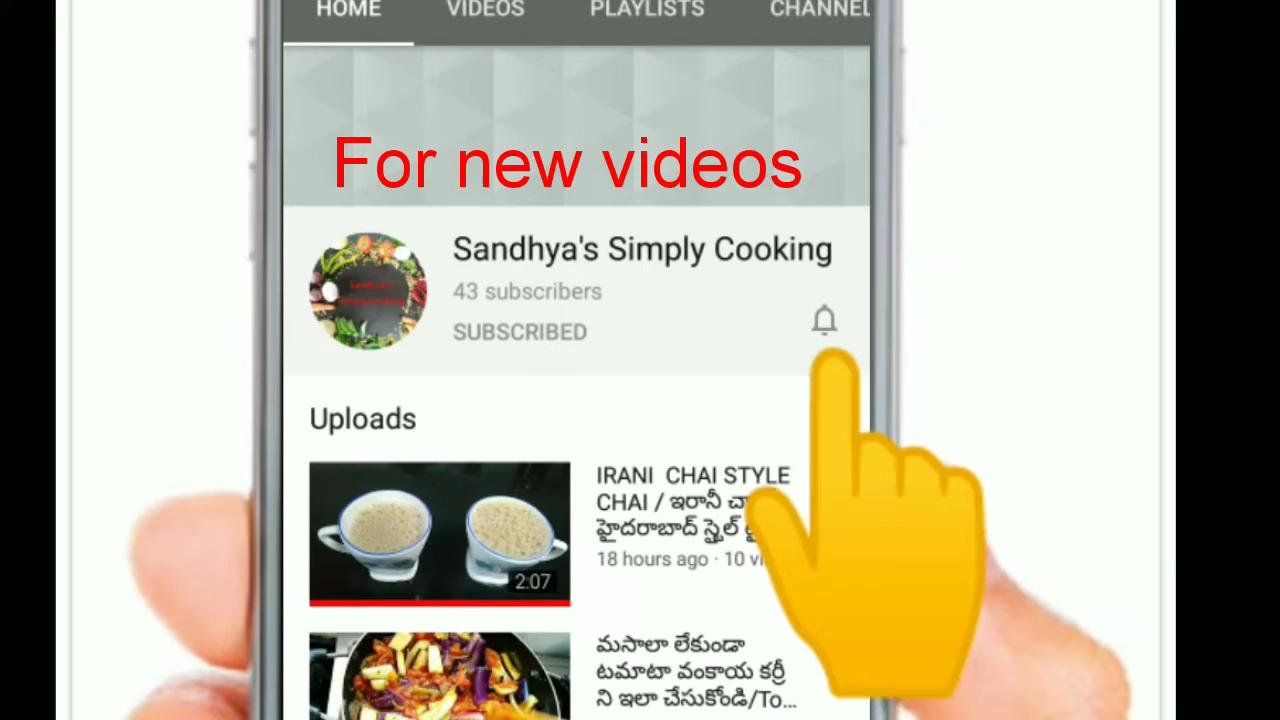 HOME VIDEOS PLAYLISTS CHANNEL
For new videos
Sandhya's Simply Cooking
43 subscribers
SUBSCRIBED
Uploads
IRANI CHAI STYLE
CHAI / ఇరానీ
హైదరాబాద్ స్టైల్
18 hours ago · 10
2:07
మసాలా లేకుండా
టమాటా వంకాయ కర్రీ
ని ఇలా చేసుకోండి/To...